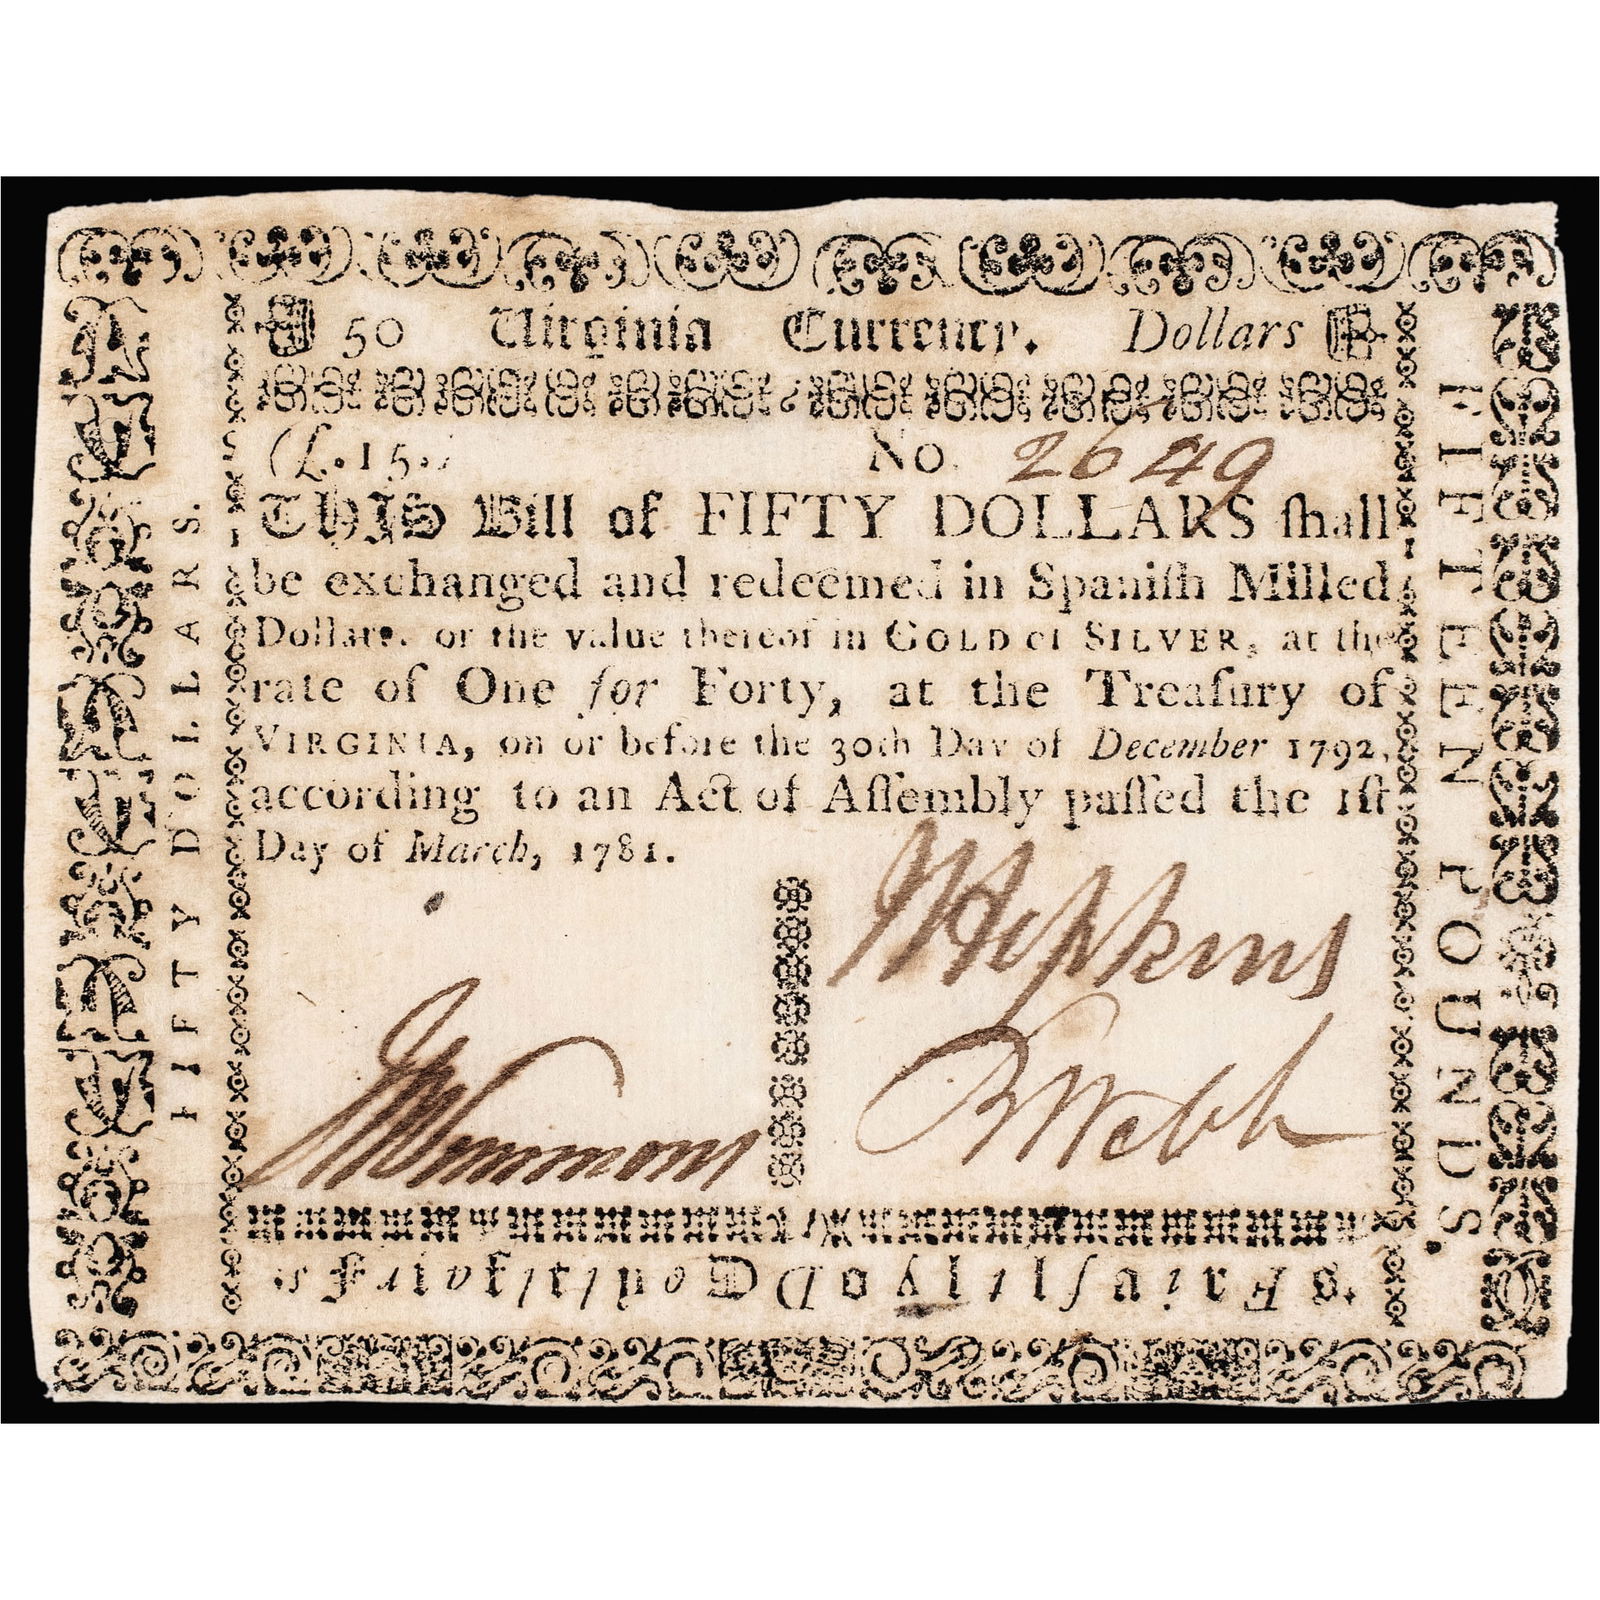 50 Virginia Currency. Dollars
(£.15.)
No. 2649
THIS Bill of FIFTY DOLLARS ſhall
be exchanged and redeemed in Spaniſh Milled
Dollars, or the value thereof in GOLD or SILVER, at the
rate of One for Forty, at the Treaſury of
VIRGINIA, on or before the 30th Day of December 1792,
according to an Act of Aſſembly paſſed the 1ſt
Day of March, 1781.
J Hopkins
B Webb
FIFTY DOLLARS.
FIFTEEN POUNDS.